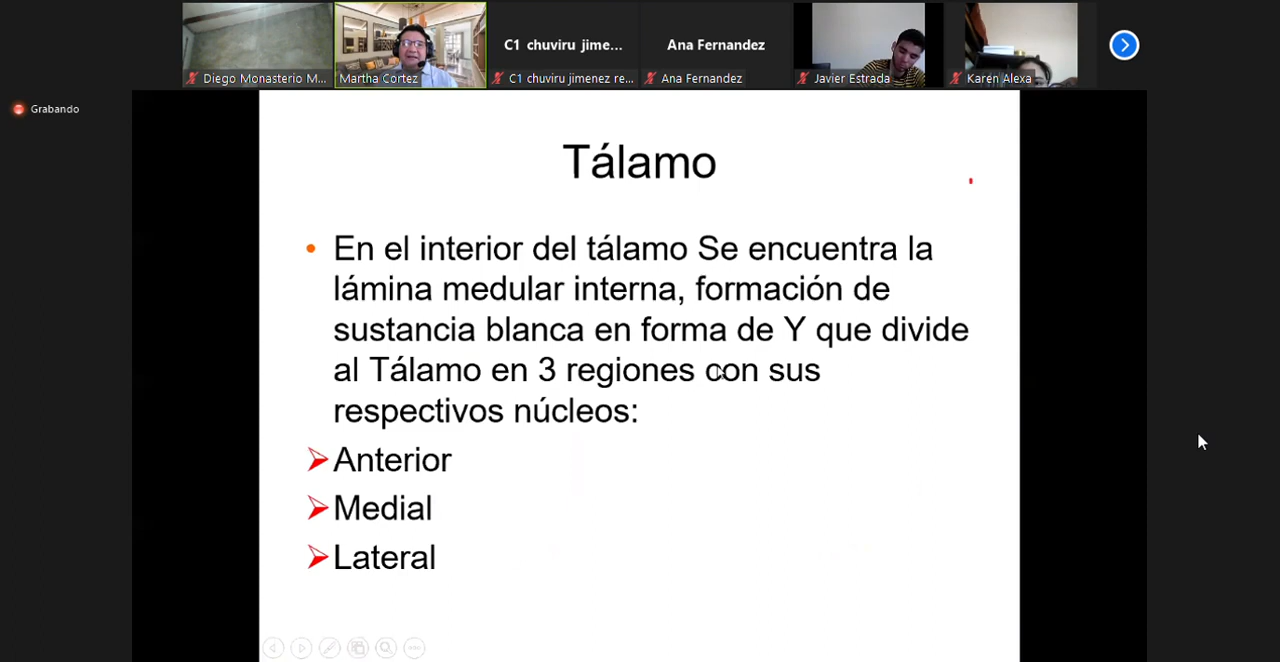 C1 chuviru jime...
Ana Fernandez
Diego Monasterio M...
Martha Cortez
C1 chuviru jimenez re...
Ana Fernandez
Javier Estrada
Karen Alexa
Grabando
Tálamo
• En el interior del tálamo Se encuentra la
lámina medular interna, formación de
sustancia blanca en forma de Y que divide
al Tálamo en 3 regiones con sus
respectivos núcleos:
Anterior
Medial
Lateral